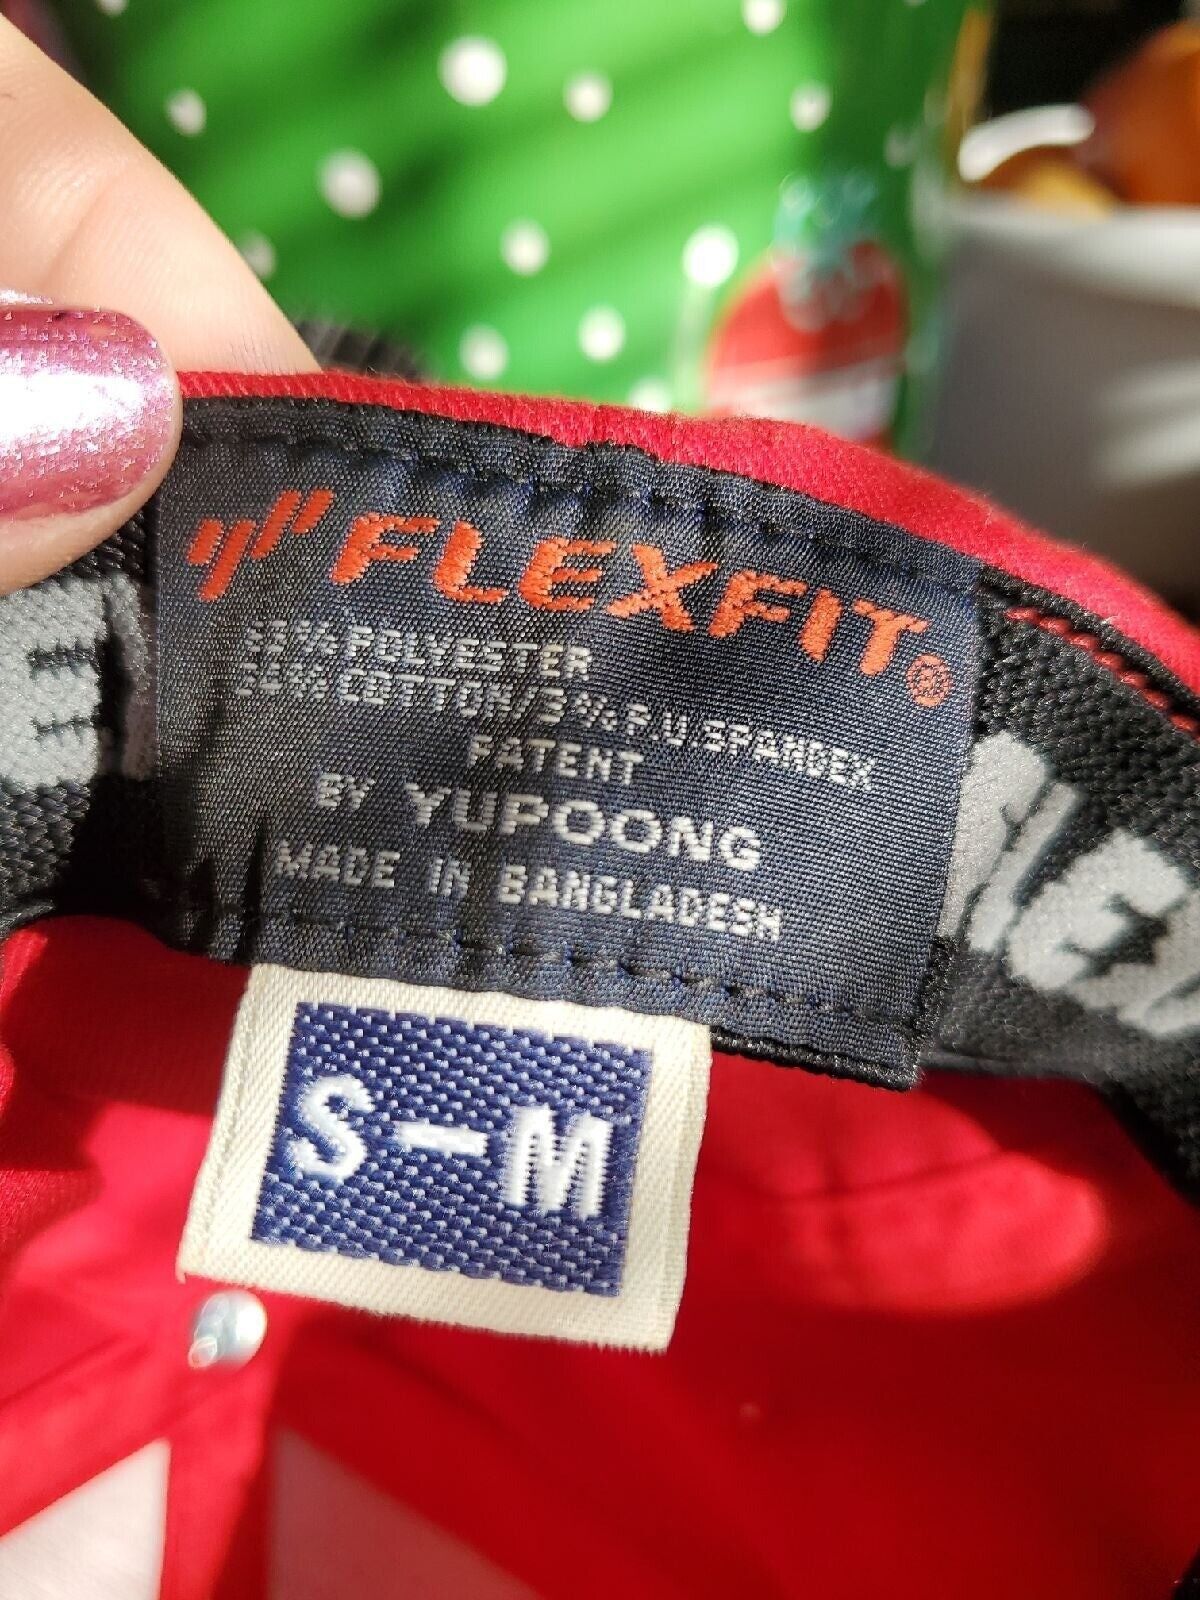 FLEXFIT®
POLYESTER
COTTON/3% P.U.SPANDEX
PATENT
BY YUPOONG
MADE IN BANGLADESH
S-M